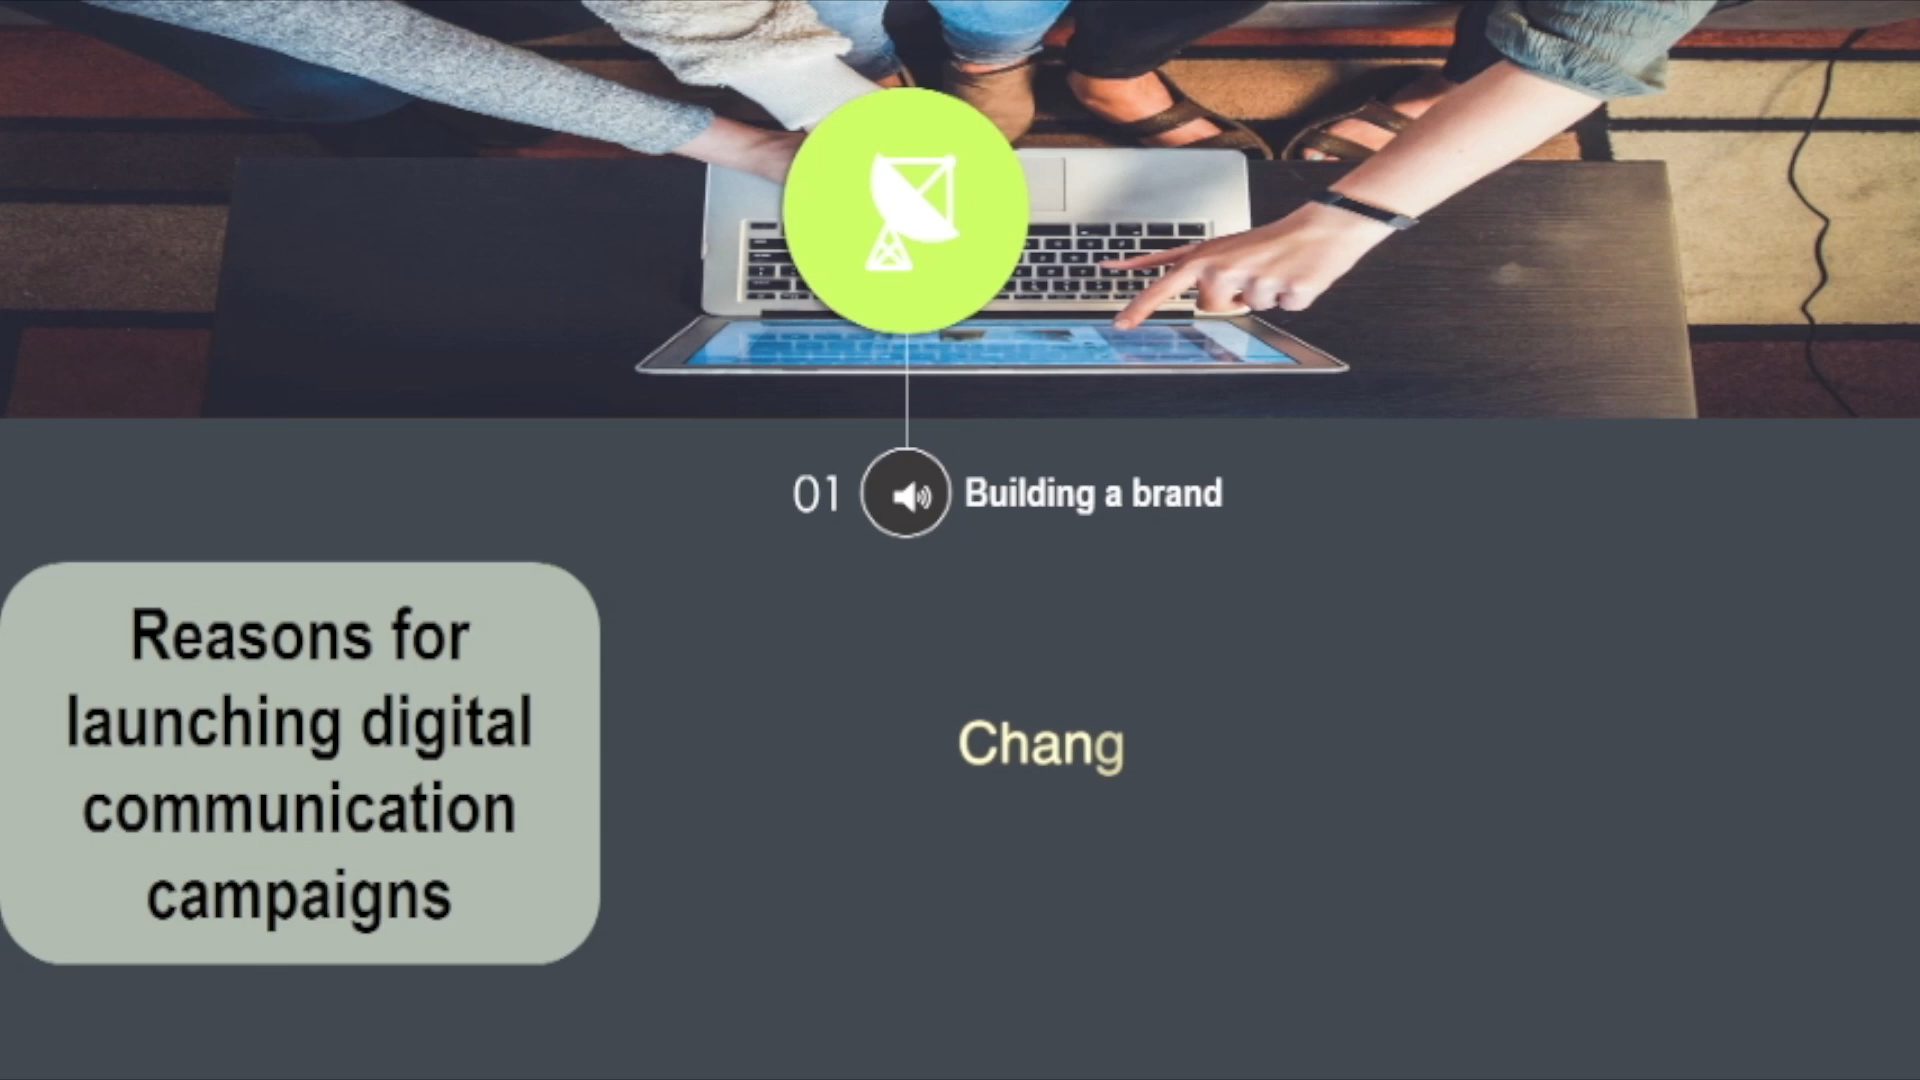 01 Building a brand
Reasons for
launching digital
communication
campaigns
Chang